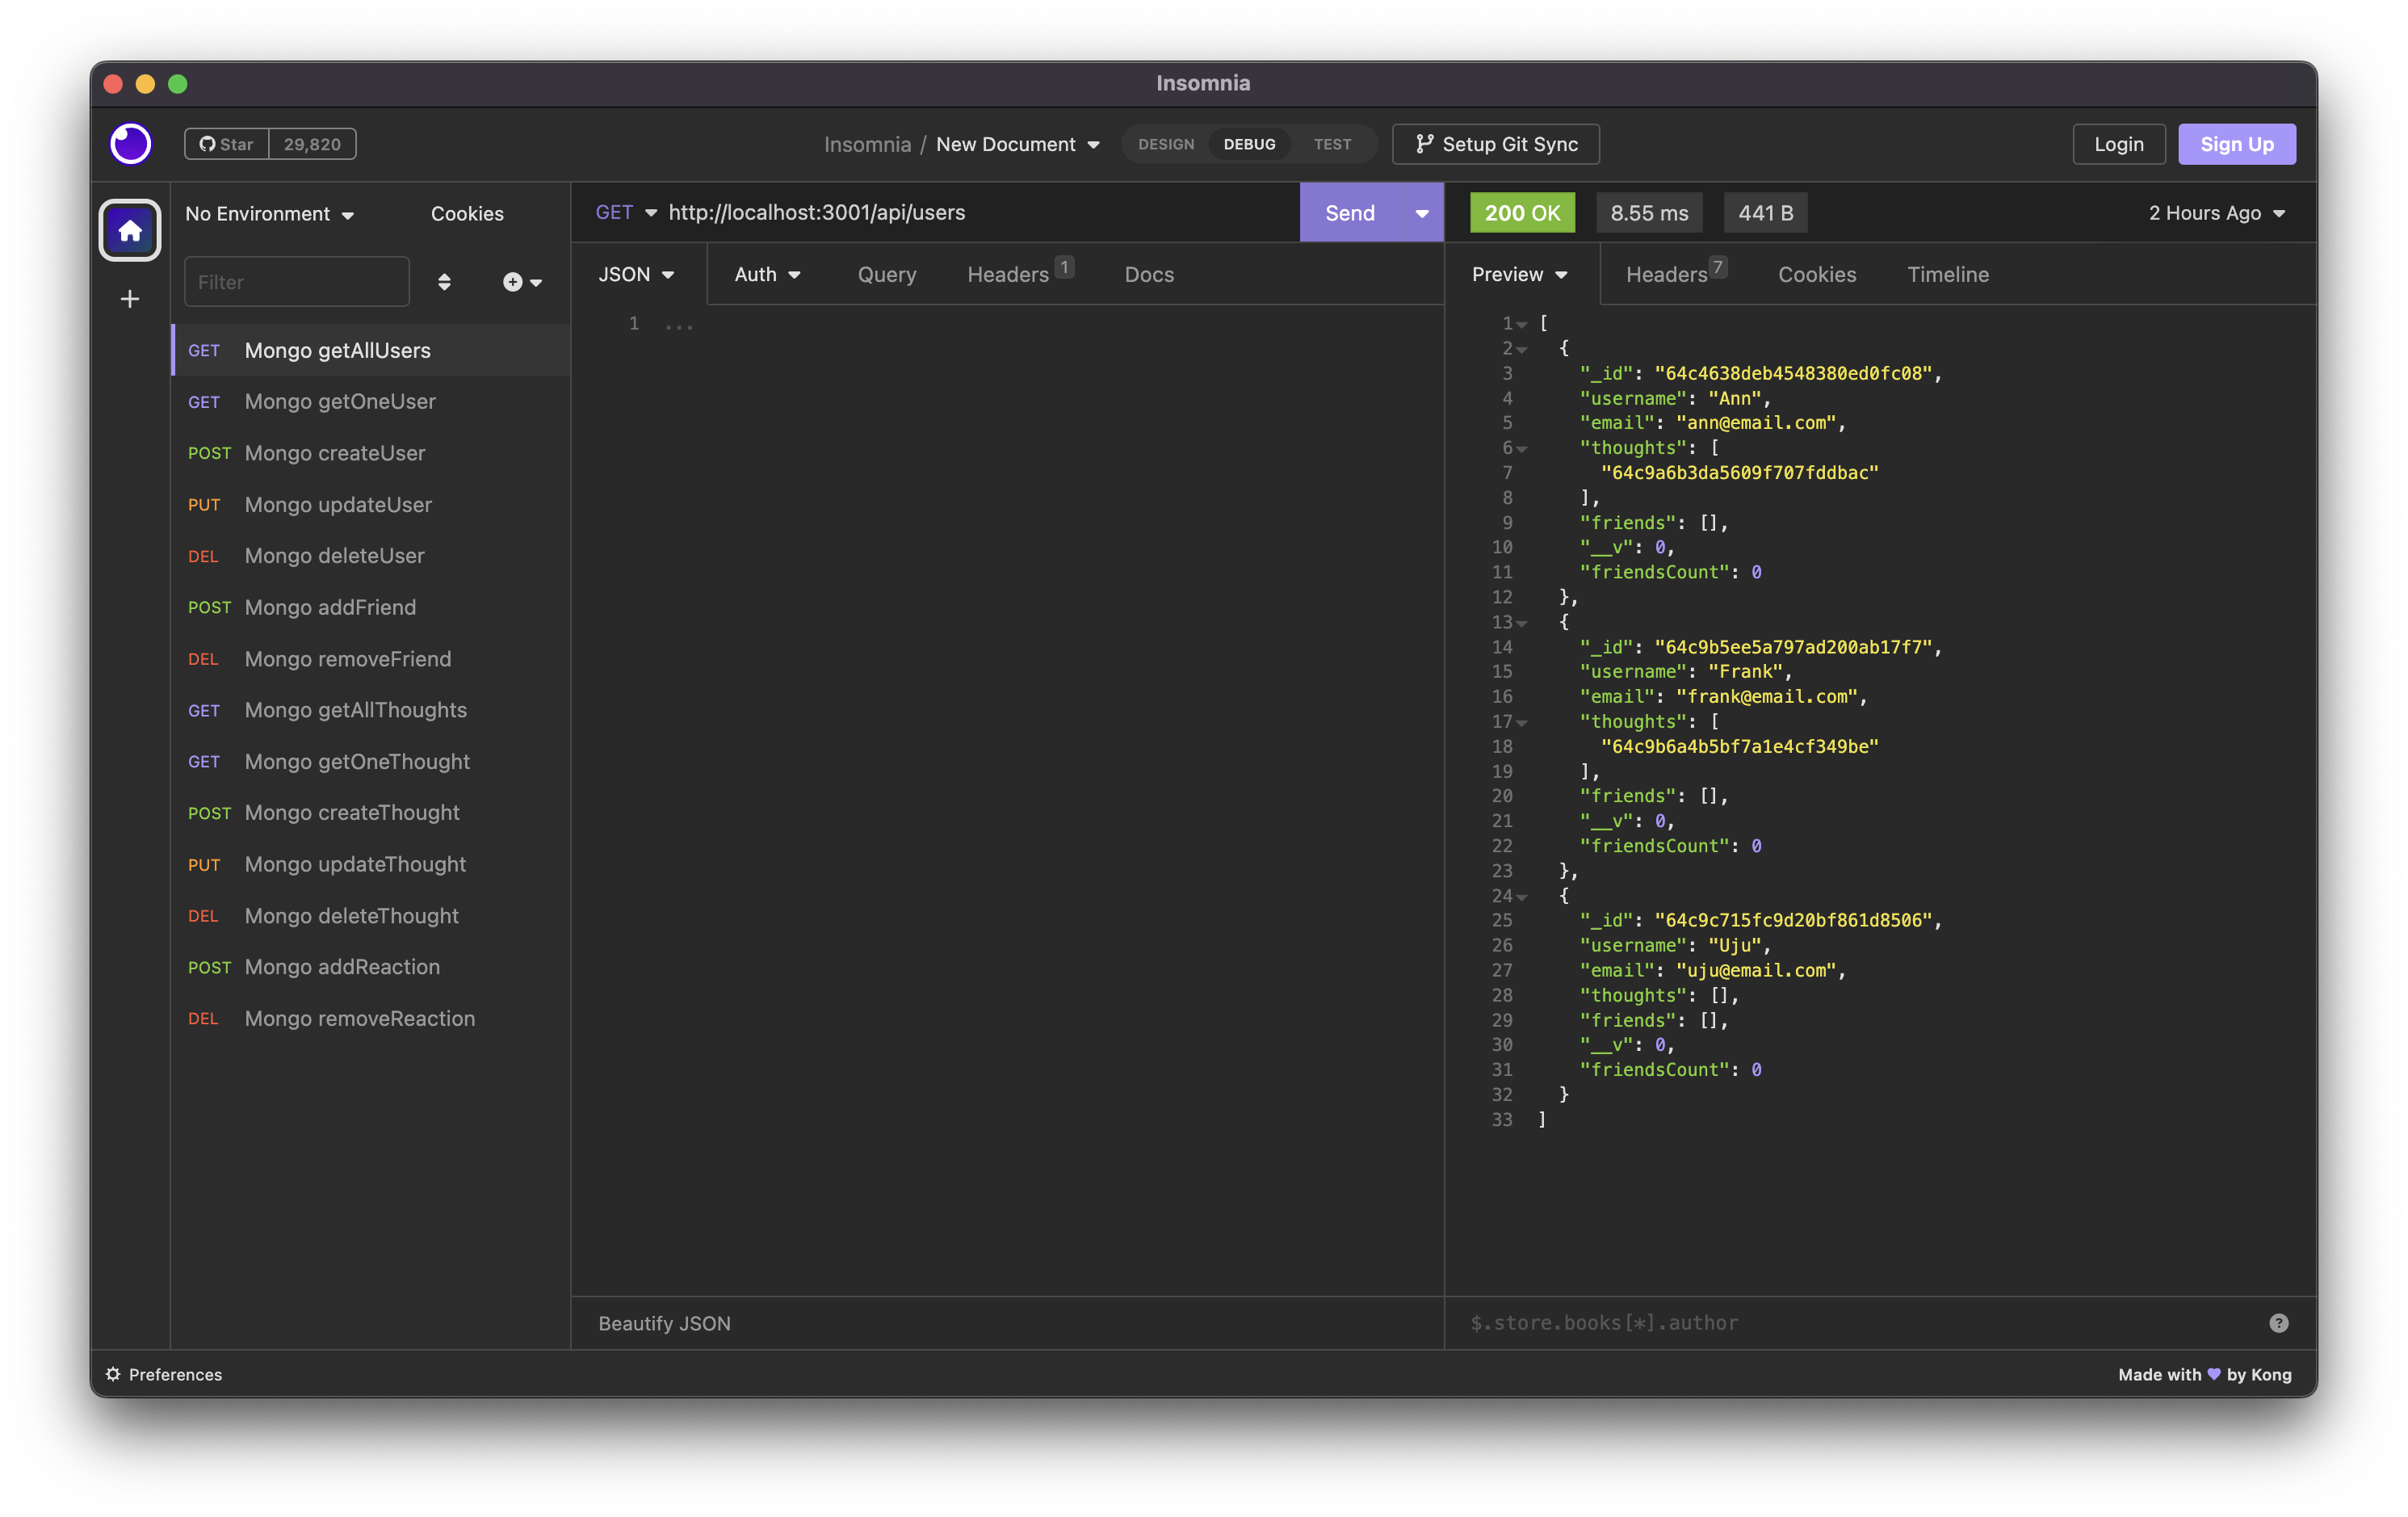 Insomnia
Star 29,820
Insomnia / New Document
DESIGN DEBUG TEST
Setup Git Sync
Login
Sign Up
No Environment
Cookies
Filter
GET Mongo getAllUsers
GET Mongo getOneUser
POST Mongo createUser
PUT Mongo updateUser
DEL Mongo deleteUser
POST Mongo addFriend
DEL Mongo removeFriend
GET Mongo getAllThoughts
GET Mongo getOneThought
POST Mongo createThought
PUT Mongo updateThought
DEL Mongo deleteThought
POST Mongo addReaction
DEL Mongo removeReaction
GET http://localhost:3001/api/users
Send
JSON Auth Query Headers 1 Docs
1 ...
Beautify JSON
200 OK 8.55 ms 441 B 2 Hours Ago
Preview Headers 7 Cookies Timeline
1 [
2 {
3 "_id": "64c4638deb4548380ed0fc08",
4 "username": "Ann",
5 "email": "ann@email.com",
6 "thoughts": [
7 "64c9a6b3da5609f707fddbac"
8 ],
9 "friends": [],
10 "__v": 0,
11 "friendsCount": 0
12 },
13 {
14 "_id": "64c9b5ee5a797ad200ab17f7",
15 "username": "Frank",
16 "email": "frank@email.com",
17 "thoughts": [
18 "64c9b6a4b5bf7a1e4cf349be"
19 ],
20 "friends": [],
21 "__v": 0,
22 "friendsCount": 0
23 },
24 {
25 "_id": "64c9c715fc9d20bf861d8506",
26 "username": "Uju",
27 "email": "uju@email.com",
28 "thoughts": [],
29 "friends": [],
30 "__v": 0,
31 "friendsCount": 0
32 }
33 ]
$.store.books[*].author
?
Preferences
Made with ♥ by Kong